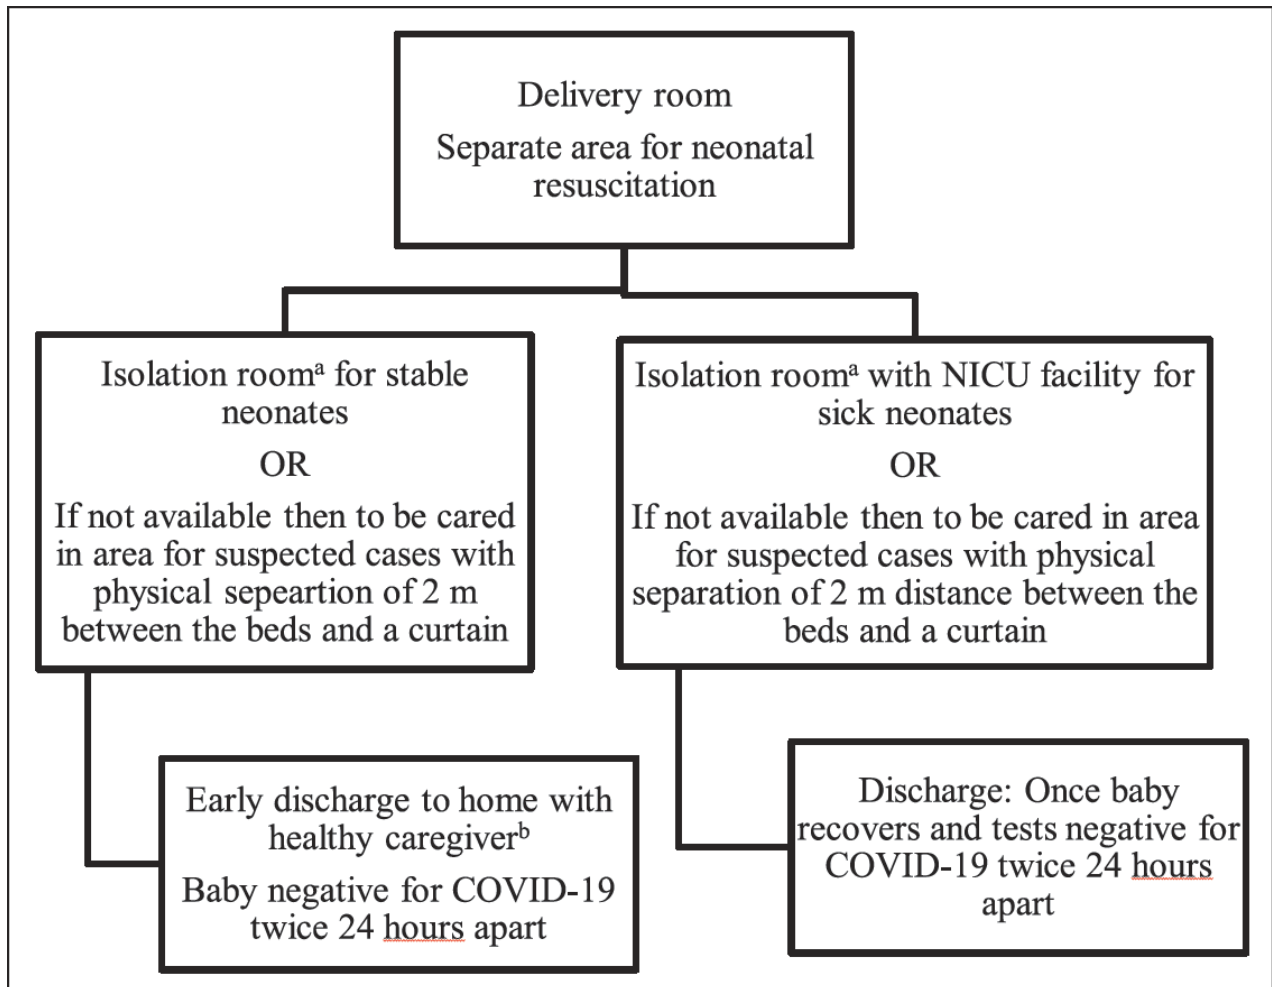 Delivery room
Separate area for neonatal
resuscitation
Isolation roomᵃ for stable
neonates
OR
If not available then to be cared
in area for suspected cases with
physical sepeartion of 2 m
between the beds and a curtain
Isolation roomᵃ with NICU facility for
sick neonates
OR
If not available then to be cared in area
for suspected cases with physical
separation of 2 m distance between the
beds and a curtain
Early discharge to home with
healthy caregiverᵇ
Baby negative for COVID-19
twice 24 hours apart
Discharge: Once baby
recovers and tests negative for
COVID-19 twice 24 hours
apart